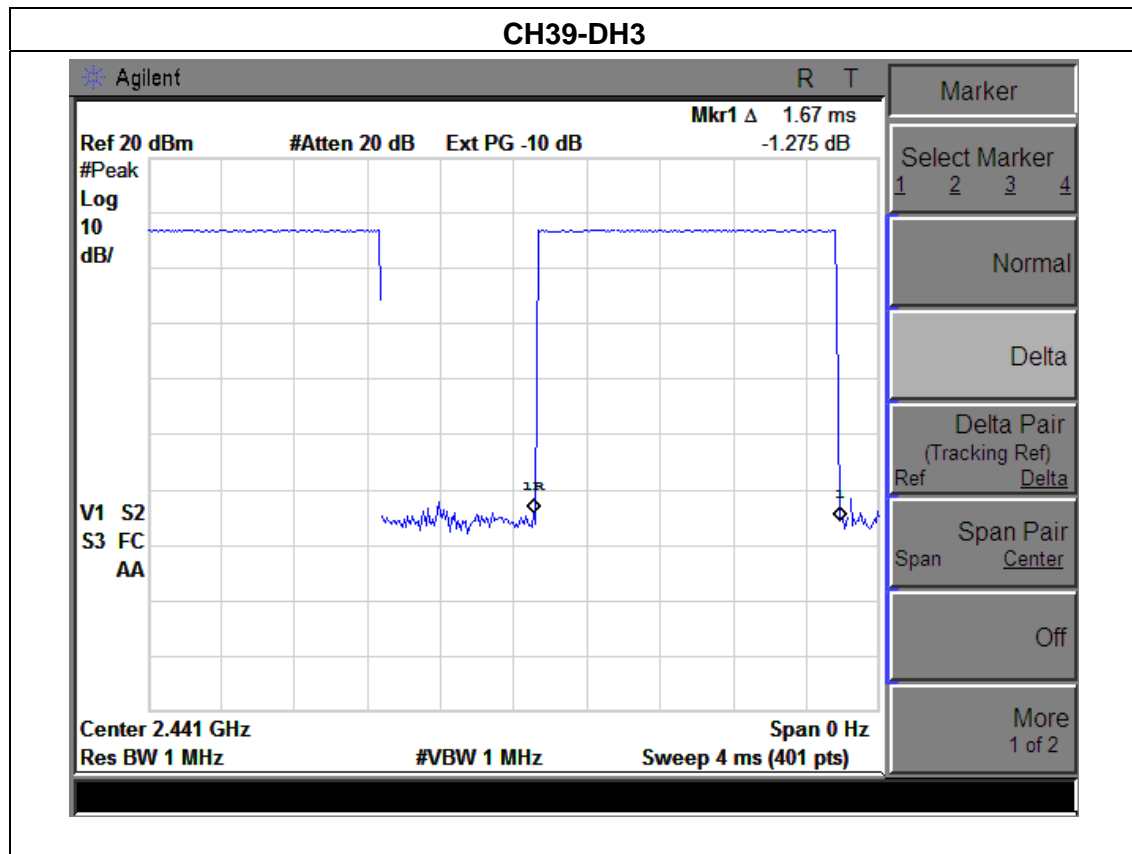 CH39-DH3
Agilent R T
Mkr1 Δ 1.67 ms
Ref 20 dBm #Atten 20 dB Ext PG -10 dB -1.275 dB
#Peak
Log
10
dB/
1R
1
V1 S2
S3 FC
AA
Center 2.441 GHz Span 0 Hz
Res BW 1 MHz #VBW 1 MHz Sweep 4 ms (401 pts)
Marker
Select Marker
1 2 3 4
Normal
Delta
Delta Pair
(Tracking Ref)
Ref Delta
Span Pair
Span Center
Off
More
1 of 2